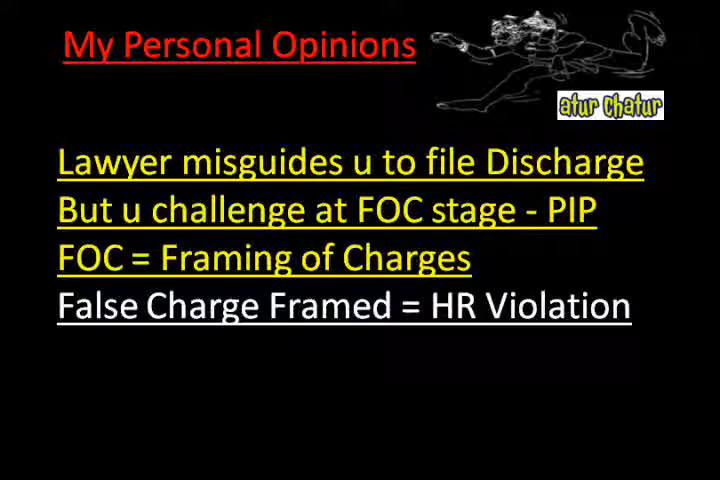 My Personal Opinions
atur chatur
Lawyer misguides u to file Discharge
But u challenge at FOC stage - PIP
FOC = Framing of Charges
False Charge Framed = HR Violation